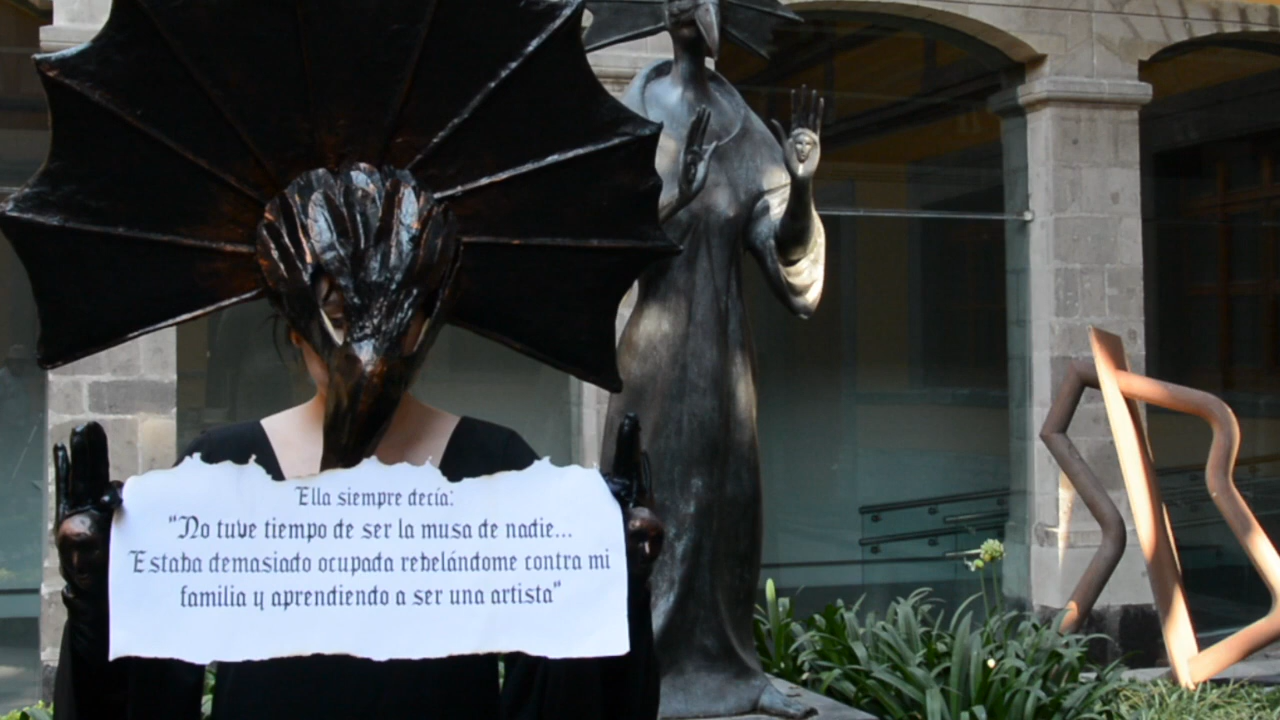 Ella siempre decía:
"No tuve tiempo de ser la musa de nadie...
Estaba demasiado ocupada rebelándome contra mi
familia y aprendiendo a ser una artista"